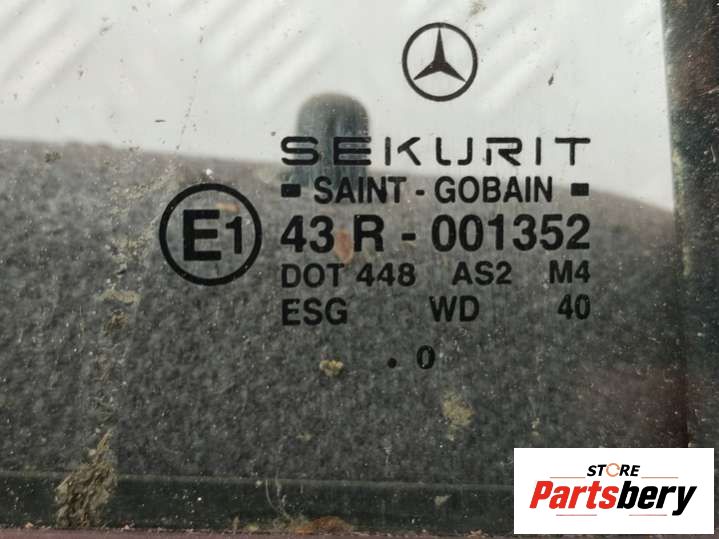 SEKURIT
SAINT - GOBAIN
E1 43 R - 001352
DOT 448 AS2 M4
ESG WD 40
. 0
STORE
Partsbery